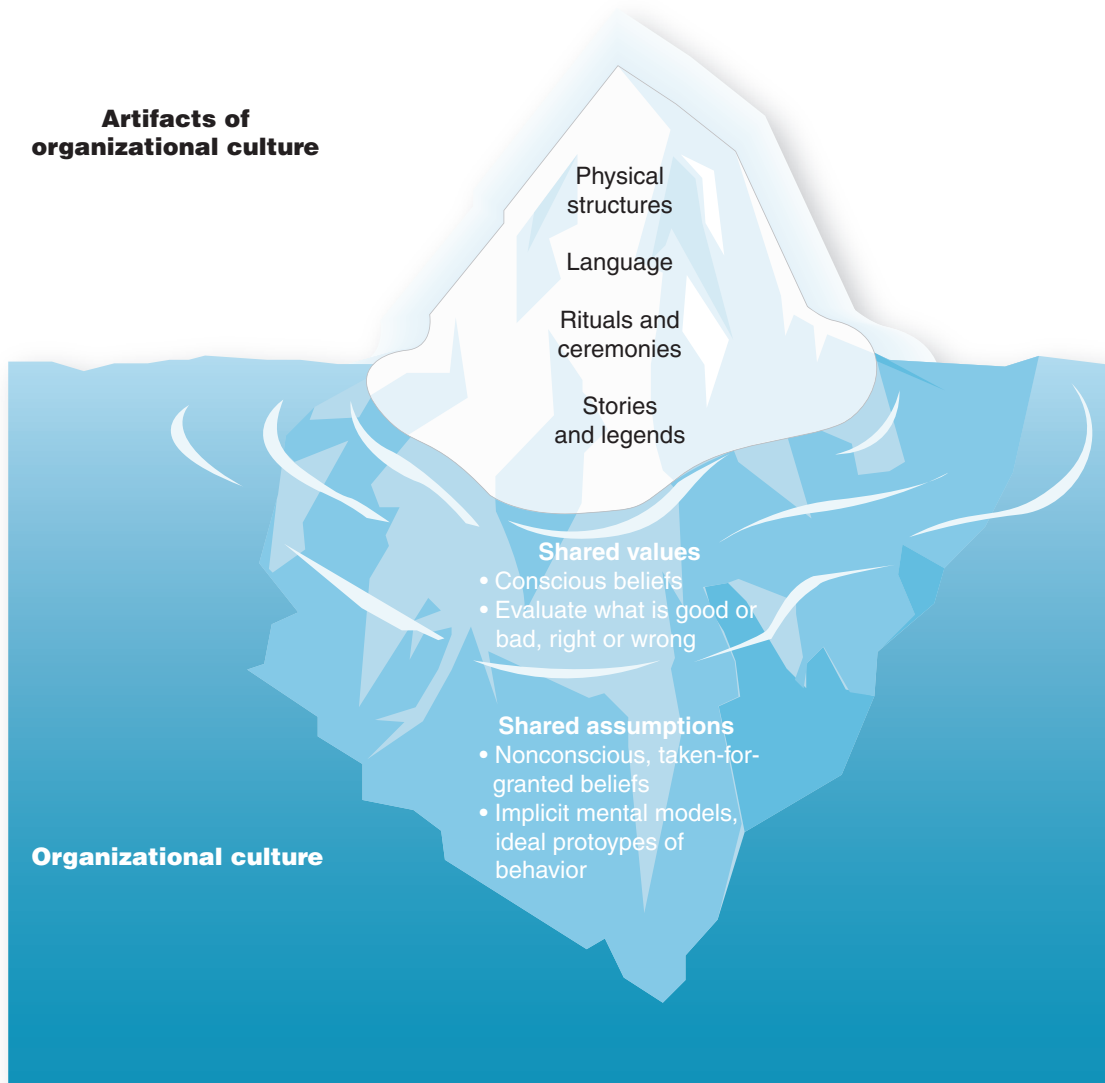 Artifacts of
organizational culture
Physical
structures
Language
Rituals and
ceremonies
Stories
and legends
Shared values
• Conscious beliefs
• Evaluate what is good or
bad, right or wrong
Shared assumptions
• Nonconscious, taken-for-
granted beliefs
• Implicit mental models,
ideal protoypes of
behavior
Organizational culture